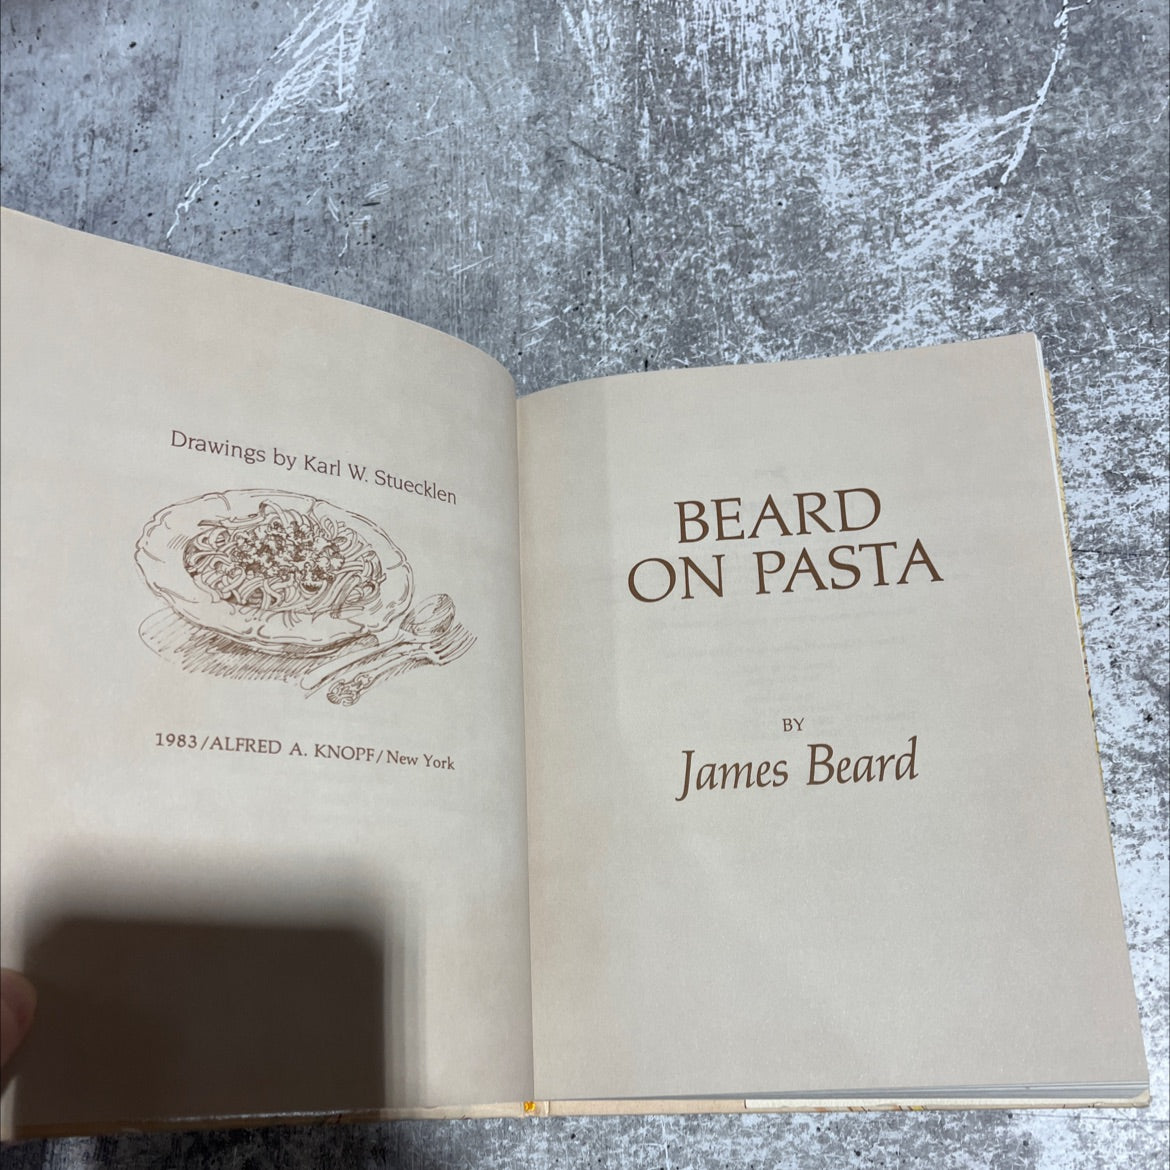 Drawings by Karl W. Stuecklen
1983/ALFRED A. KNOPF/New York
BEARD
ON PASTA
BY
James Beard